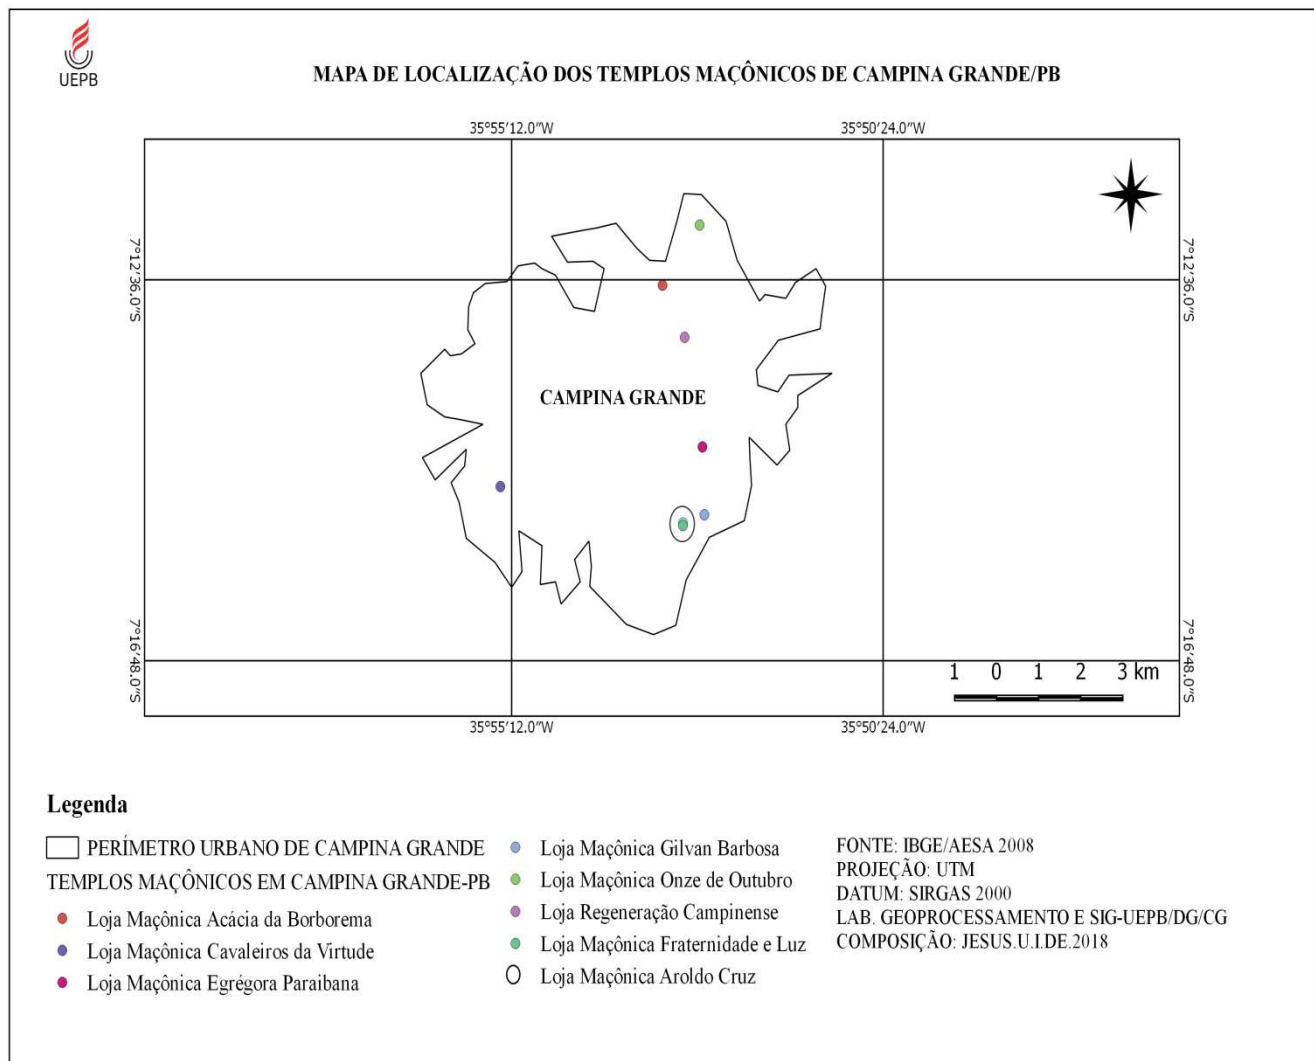 UEPB
MAPA DE LOCALIZAÇÃO DOS TEMPLOS MAÇÔNICOS DE CAMPINA GRANDE/PB
35°55'12.0"W
35°50'24.0"W
7°12'36.0"S
7°12'36.0"S
CAMPINA GRANDE
7°16'48.0"S
7°16'48.0"S
1 0 1 2 3 km
35°55'12.0"W
35°50'24.0"W
Legenda
PERÍMETRO URBANO DE CAMPINA GRANDE
TEMPLOS MAÇÔNICOS EM CAMPINA GRANDE-PB
Loja Maçônica Acácia da Borborema
Loja Maçônica Cavaleiros da Virtude
Loja Maçônica Egrégora Paraibana
Loja Maçônica Gilvan Barbosa
Loja Maçônica Onze de Outubro
Loja Regeneração Campinense
Loja Maçônica Fraternidade e Luz
Loja Maçônica Aroldo Cruz
FONTE: IBGE/AESA 2008
PROJEÇÃO: UTM
DATUM: SIRGAS 2000
LAB. GEOPROCESSAMENTO E SIG-UEPB/DG/CG
COMPOSIÇÃO: JESUS.U.I.DE.2018